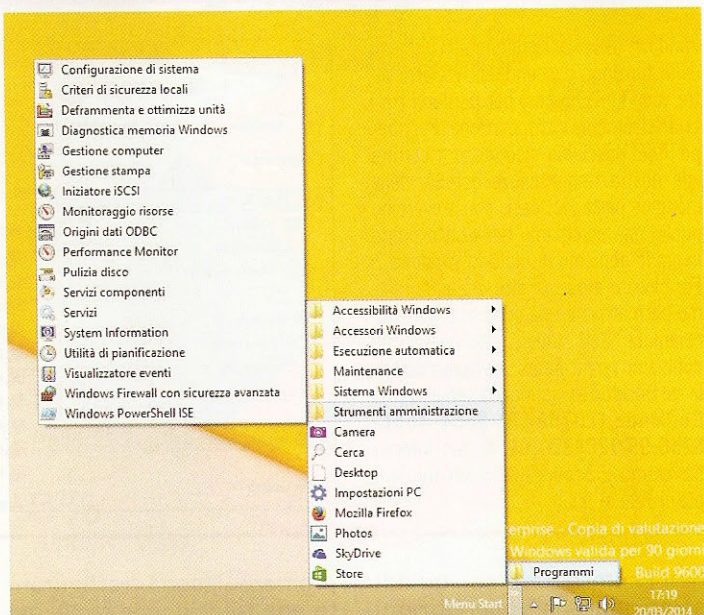 Configurazione di sistema
Criteri di sicurezza locali
Deframmenta e ottimizza unità
Diagnostica memoria Windows
Gestione computer
Gestione stampa
Iniziatore iSCSI
Monitoraggio risorse
Origini dati ODBC
Performance Monitor
Pulizia disco
Servizi componenti
Servizi
System Information
Utilità di pianificazione
Visualizzatore eventi
Windows Firewall con sicurezza avanzata
Windows PowerShell ISE
Accessibilità Windows
Accessori Windows
Esecuzione automatica
Maintenance
Sistema Windows
Strumenti amministrazione
Camera
Cerca
Desktop
Impostazioni PC
Mozilla Firefox
Photos
SkyDrive
Store
erprise - Copia di valutazione
Windows valida per 90 giorni
Programmi
Build 9600
Menu Start
17:19
20/03/2014